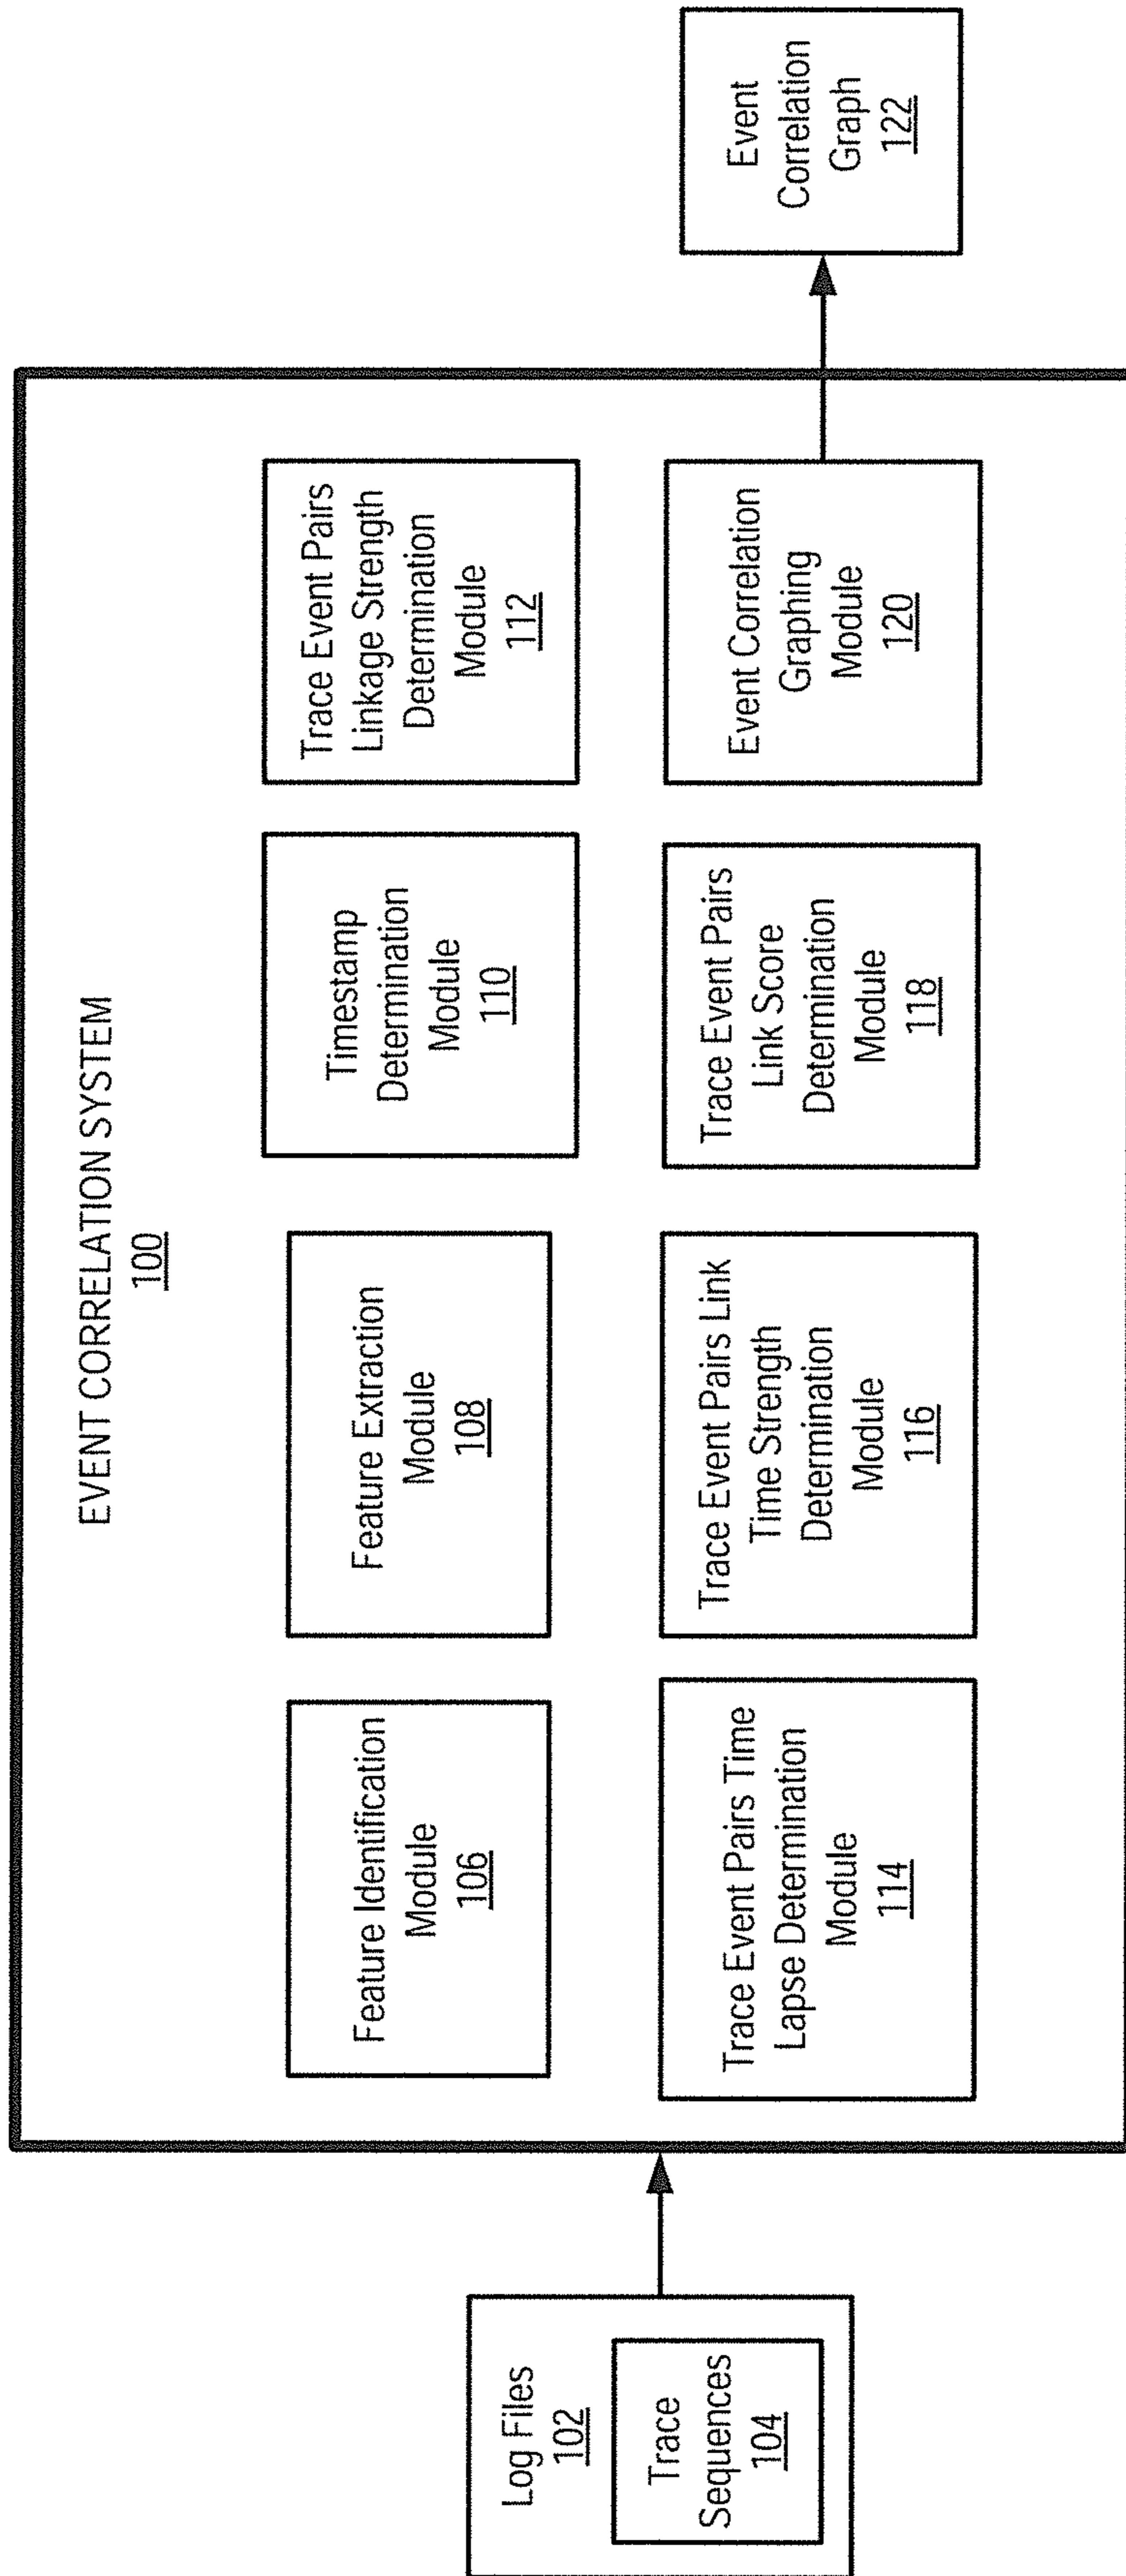 EVENT CORRELATION SYSTEM
100
Log Files
102
Trace
Sequences
104
Feature Identification
Module
106
Feature Extraction
Module
108
Timestamp
Determination
Module
110
Trace Event Pairs
Linkage Strength
Determination
Module
112
Trace Event Pairs Time
Lapse Determination
Module
114
Trace Event Pairs Link
Time Strength
Determination
Module
116
Trace Event Pairs
Link Score
Determination
Module
118
Event Correlation
Graphing
Module
120
Event
Correlation
Graph
122